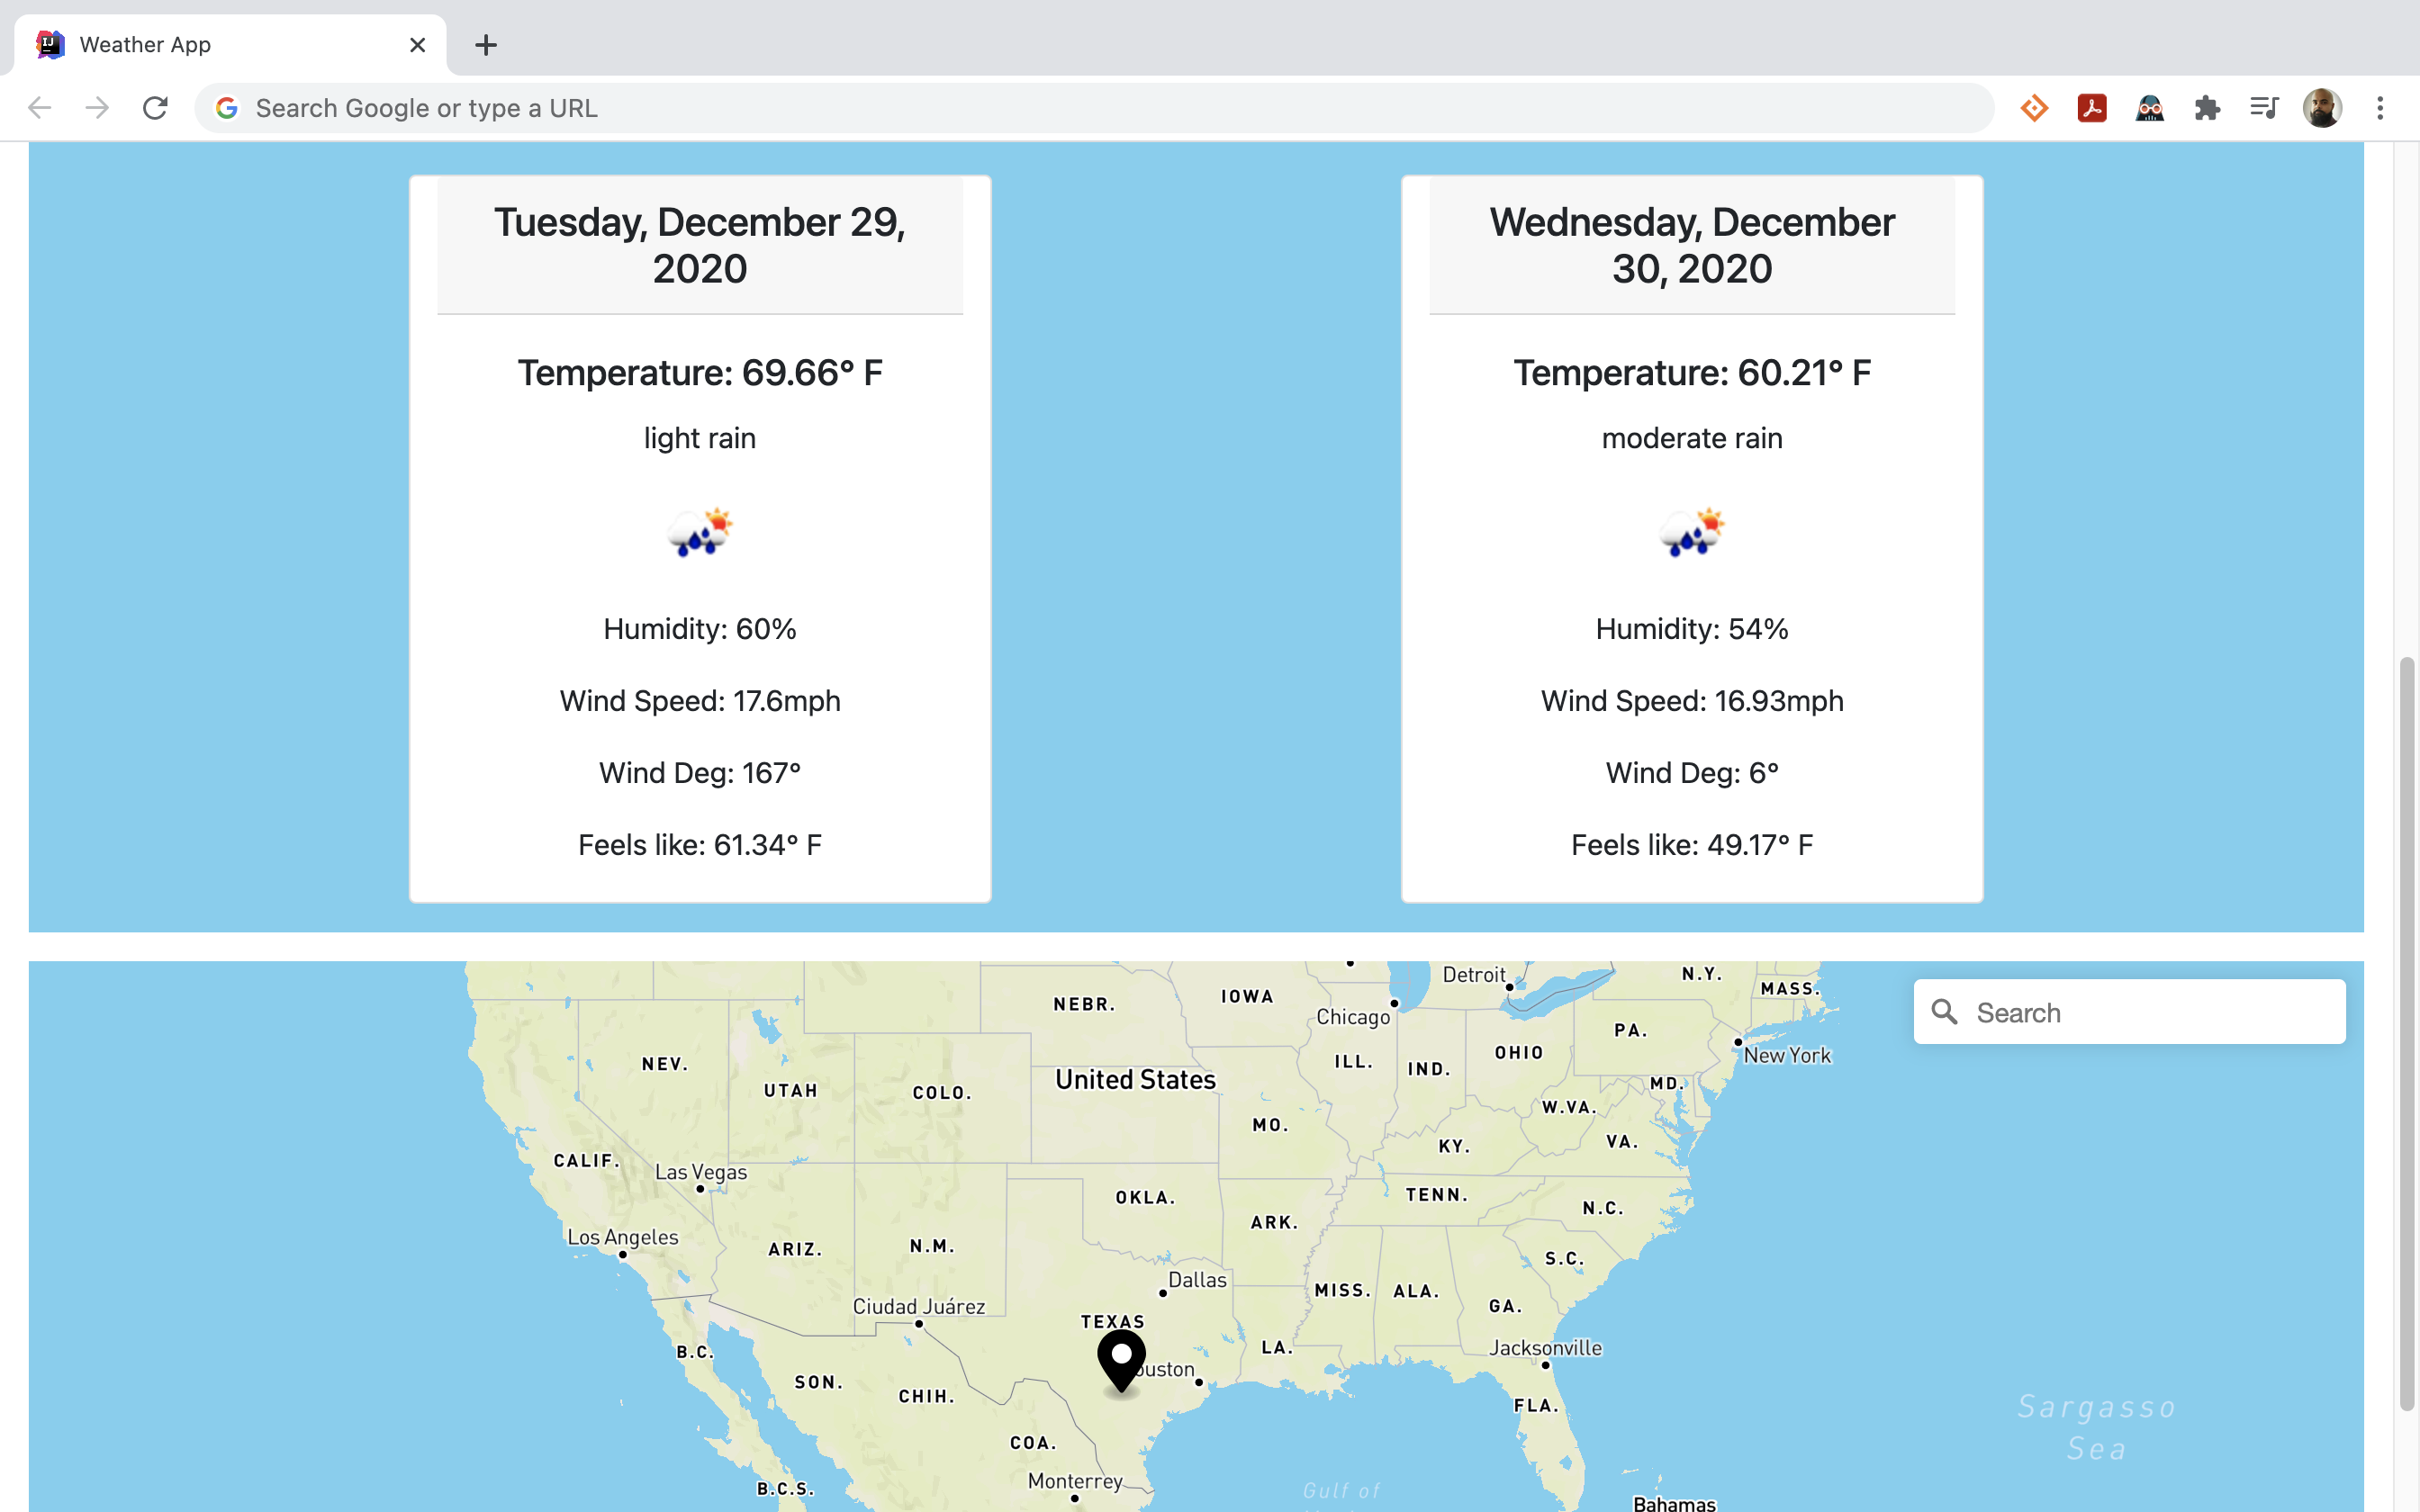 Weather App
Search Google or type a URL
Tuesday, December 29,
2020
Temperature: 69.66° F
light rain
Humidity: 60%
Wind Speed: 17.6mph
Wind Deg: 167°
Feels like: 61.34° F
Wednesday, December
30, 2020
Temperature: 60.21° F
moderate rain
Humidity: 54%
Wind Speed: 16.93mph
Wind Deg: 6°
Feels like: 49.17° F
Search
Detroit
N.Y.
MASS.
NEBR.
IOWA
Chicago
PA.
New York
NEV.
UTAH
COLO.
United States
ILL.
IND.
OHIO
MD.
W.VA.
MO.
KY.
VA.
CALIF.
Las Vegas
OKLA.
TENN.
N.C.
ARK.
Los Angeles
ARIZ.
N.M.
S.C.
Dallas
MISS.
ALA.
GA.
Ciudad Juárez
TEXAS
LA.
Jacksonville
B.C.
ouston
SON.
CHIH.
FLA.
Sargasso
Sea
COA.
Monterrey
B.C.S.
Gulf of
Bahamas